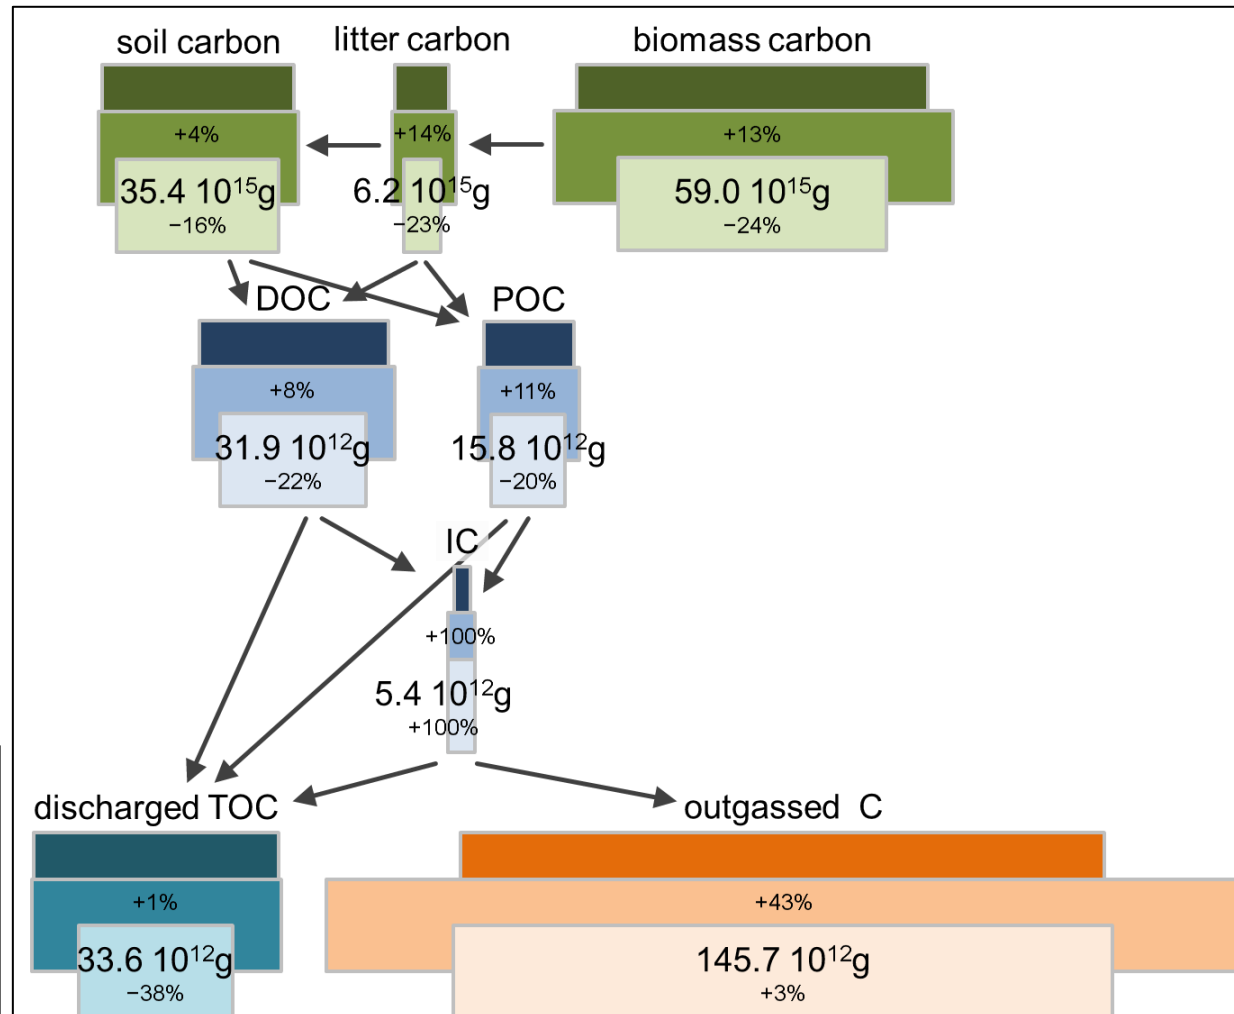 soil carbon
litter carbon
biomass carbon
+4%
+14%
+13%
35.4 10¹⁵g
6.2 10¹⁵g
59.0 10¹⁵g
−16%
−23%
−24%
DOC
POC
+8%
+11%
31.9 10¹²g
15.8 10¹²g
−22%
−20%
IC
+100%
5.4 10¹²g
+100%
discharged TOC
outgassed C
+1%
+43%
33.6 10¹²g
145.7 10¹²g
−38%
+3%